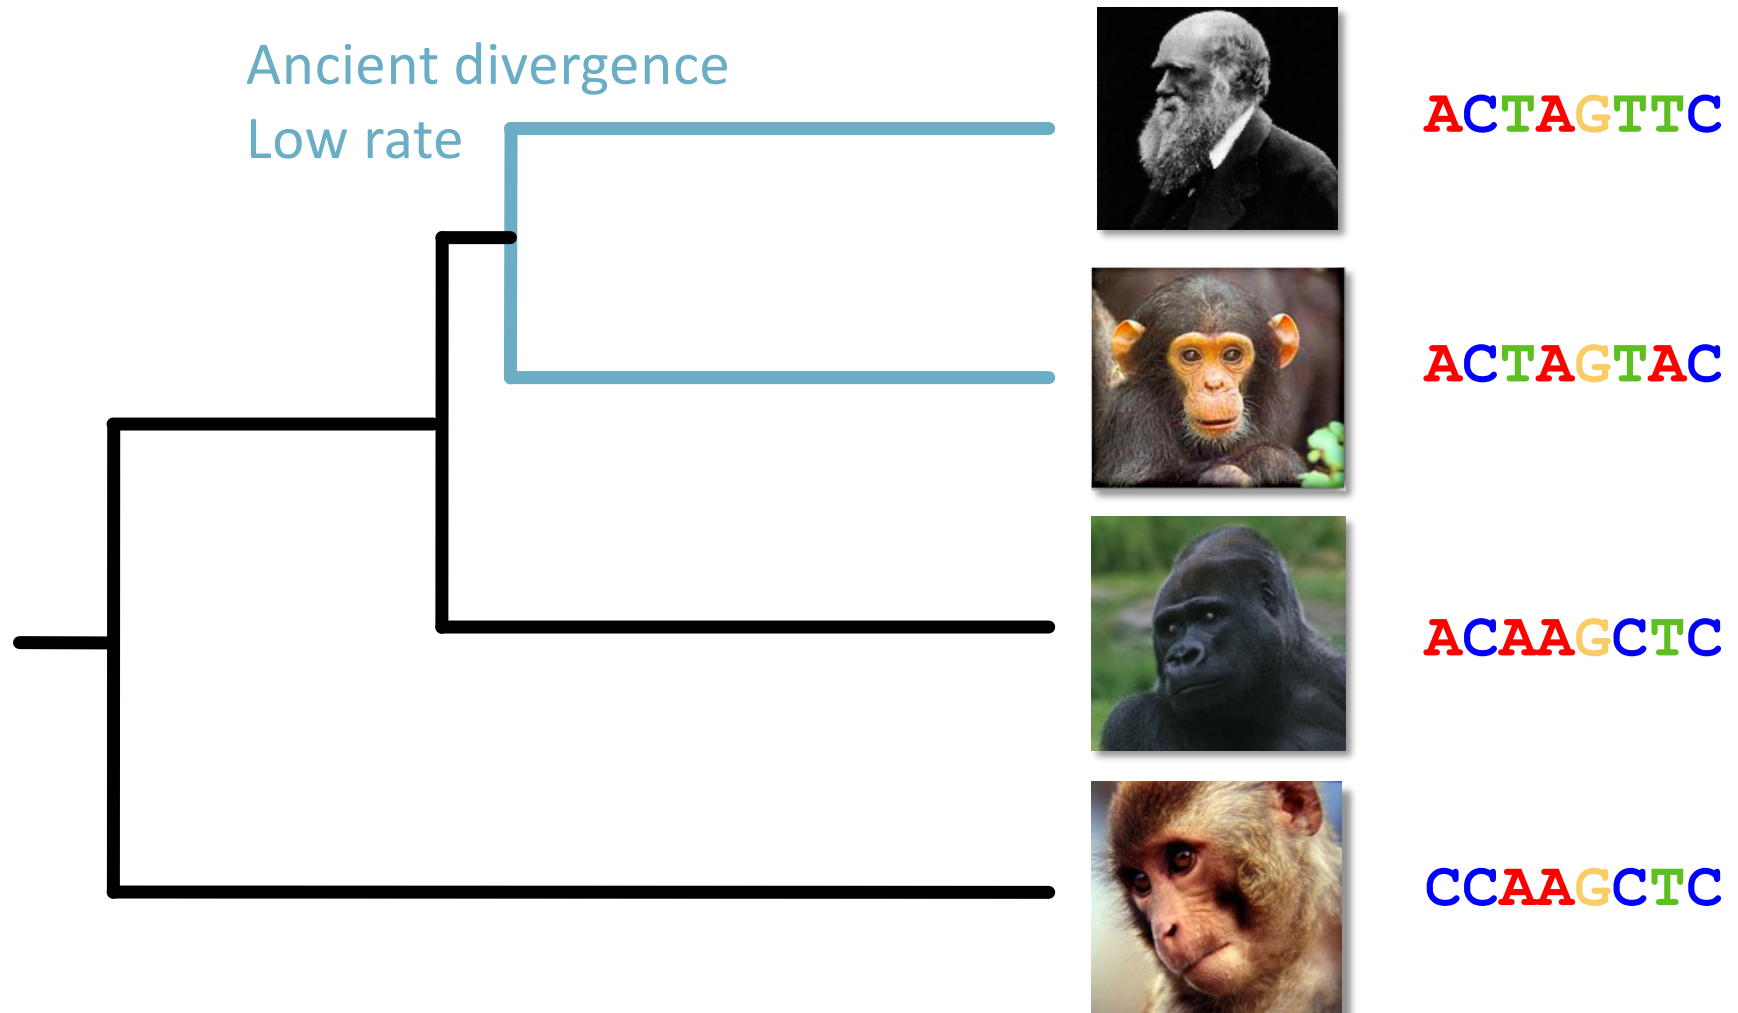 Ancient divergence
Low rate
ACTAGTTC
ACTAGTAC
ACAAGCTC
CCAAGCTC